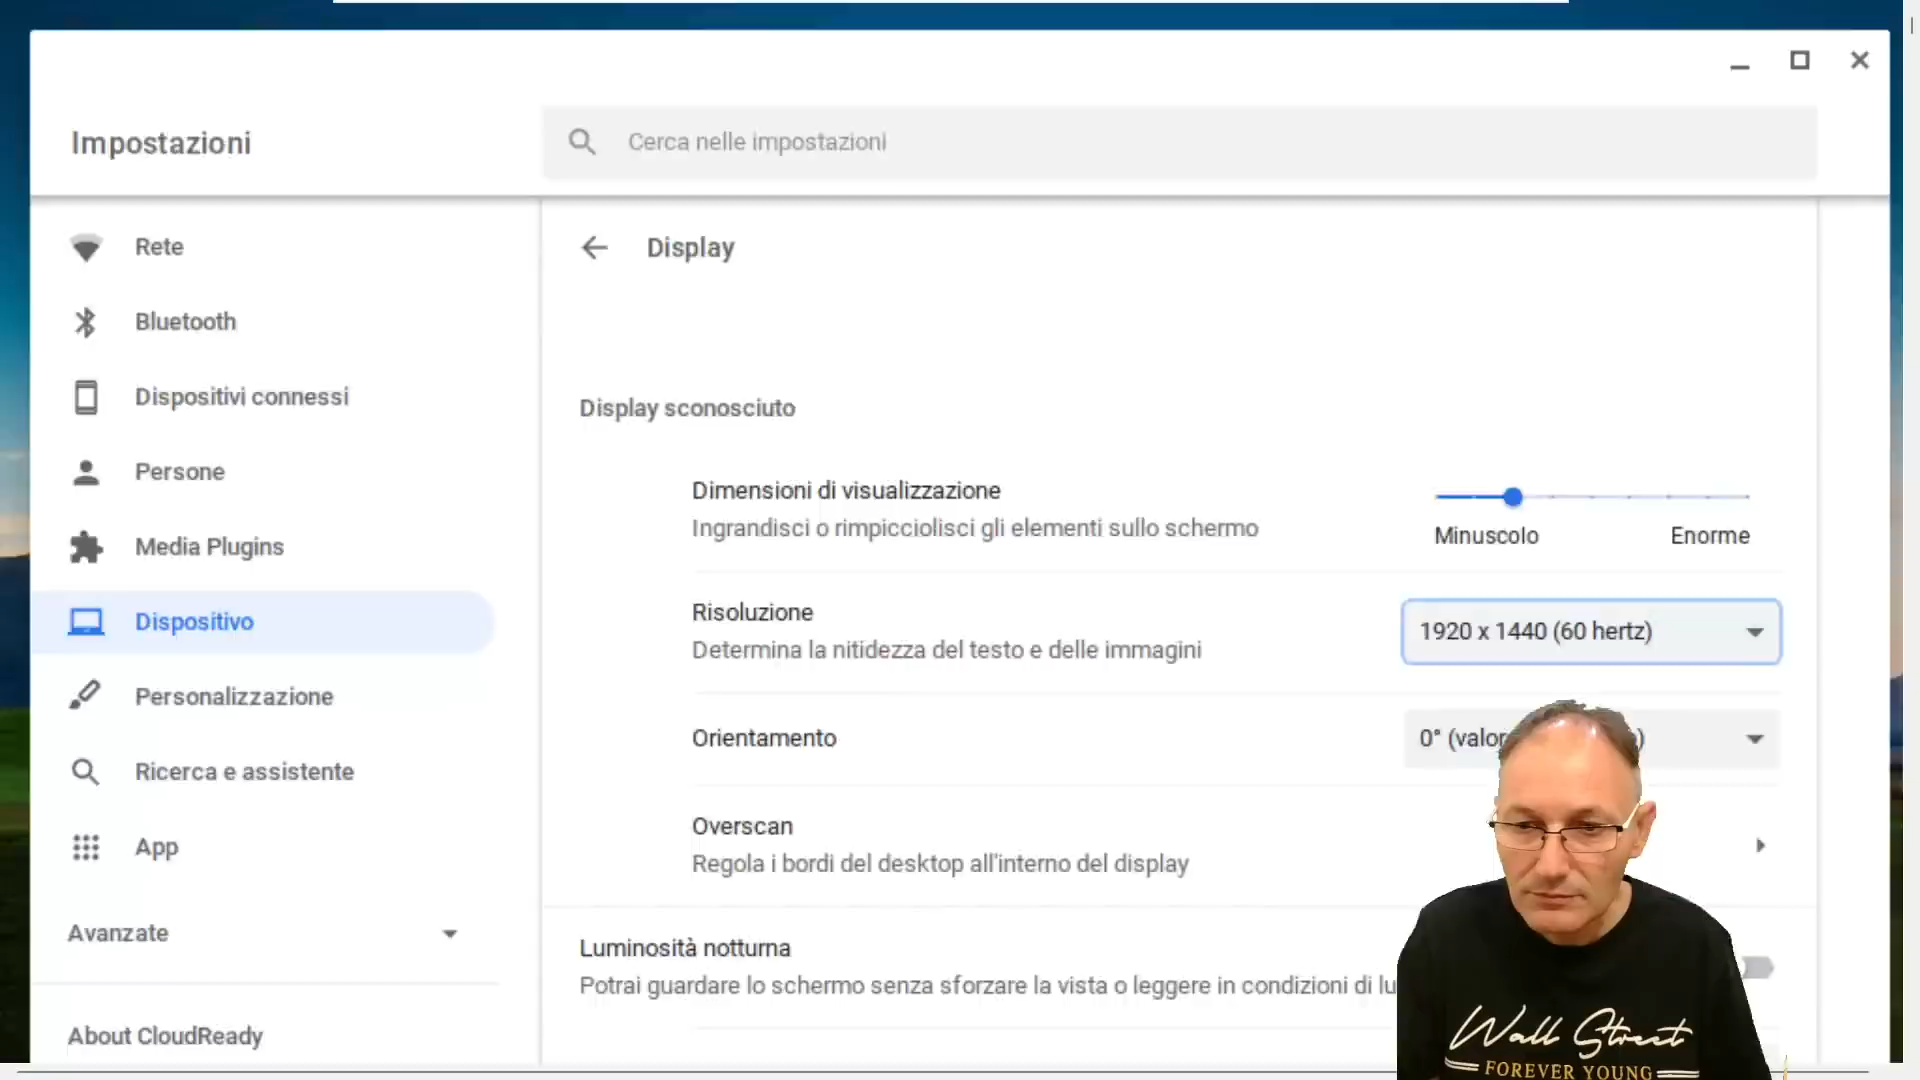 Impostazioni
Cerca nelle impostazioni
Rete
Bluetooth
Dispositivi connessi
Persone
Media Plugins
Dispositivo
Personalizzazione
Ricerca e assistente
App
Avanzate
About CloudReady
Display
Display sconosciuto
Dimensioni di visualizzazione
Ingrandisci o rimpicciolisci gli elementi sullo schermo
Minuscolo
Enorme
Risoluzione
Determina la nitidezza del testo e delle immagini
1920 x 1440 (60 hertz)
Orientamento
0°
Overscan
Regola i bordi del desktop all'interno del display
Luminosità notturna
Potrai guardare lo schermo senza sforzare la vista o leggere in condizioni di
Wall Street
FOREVER YOUNG